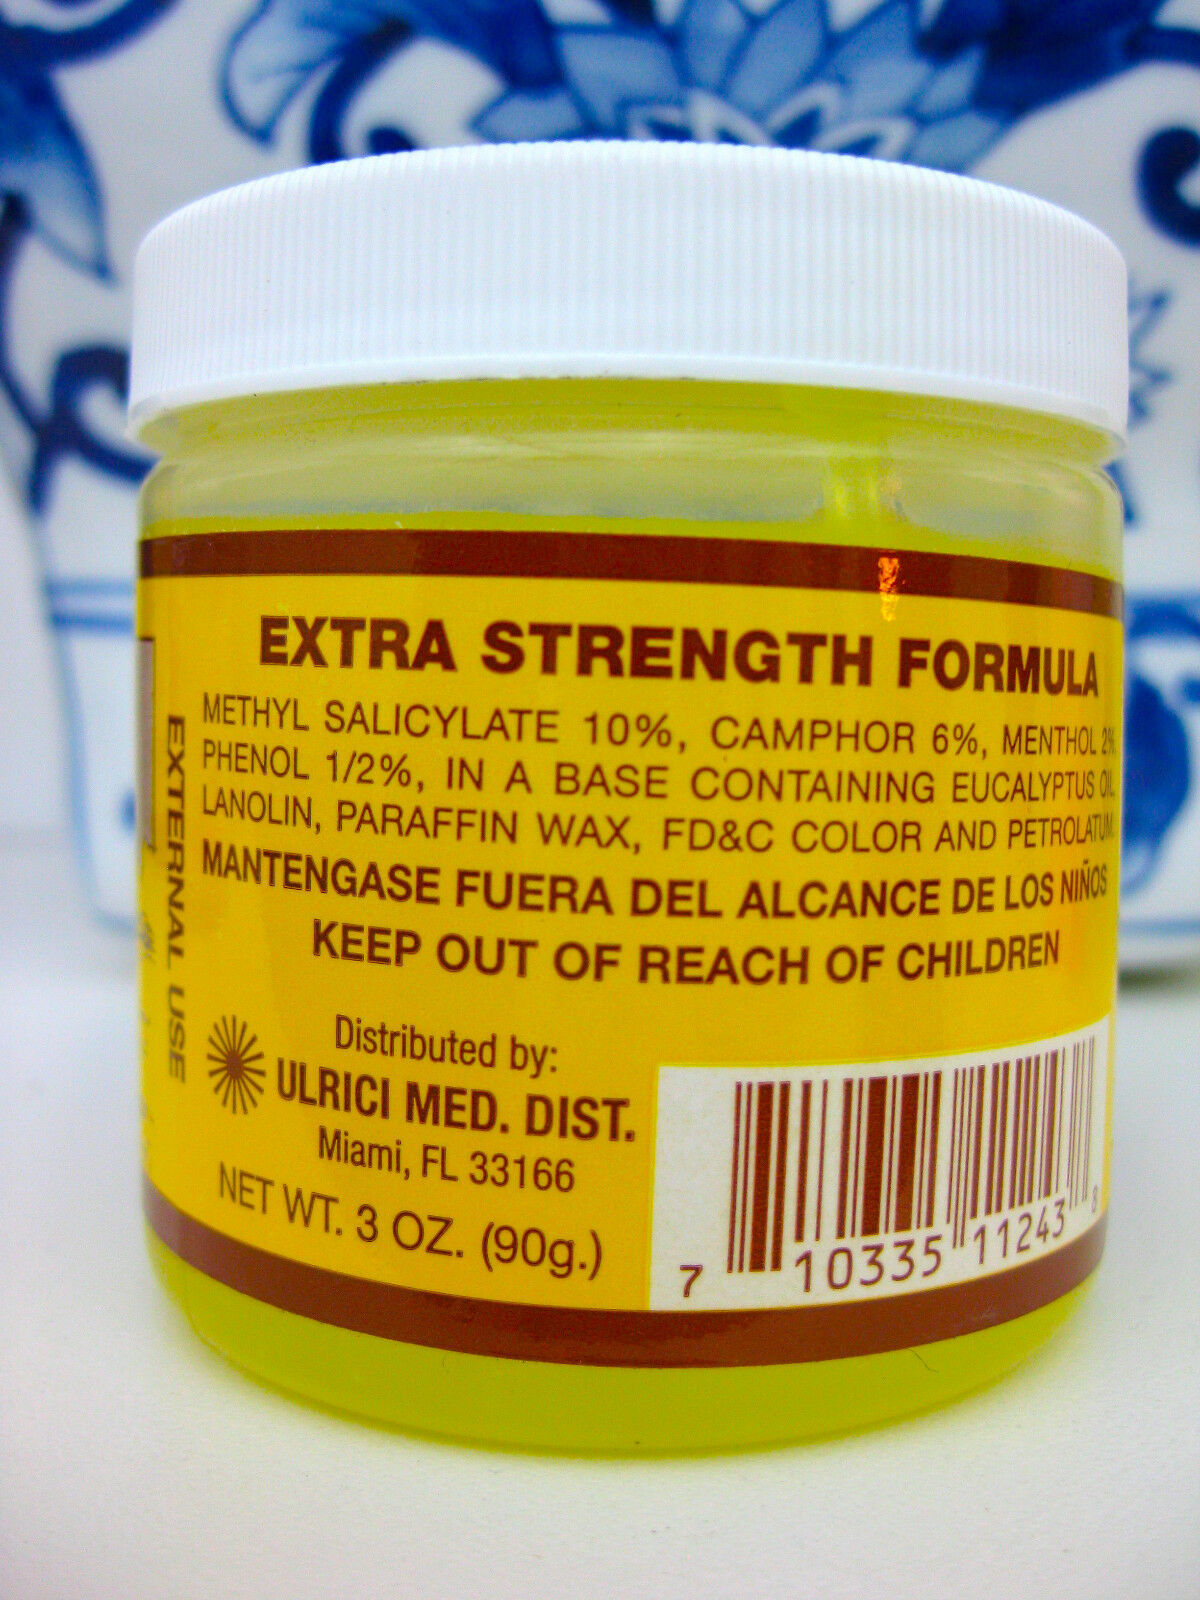 EXTRA STRENGTH FORMULA
METHYL SALICYLATE 10%, CAMPHOR 6%, MENTHOL 2%
PHENOL 1/2%, IN A BASE CONTAINING EUCALYPTUS OIL,
LANOLIN, PARAFFIN WAX, FD&C COLOR AND PETROLATUM.
MANTENGASE FUERA DEL ALCANCE DE LOS NIÑOS
KEEP OUT OF REACH OF CHILDREN
EXTERNAL USE
Distributed by:
ULRICI MED. DIST.
Miami, FL 33166
NET WT. 3 OZ. (90g.)
7 10335 11243 8